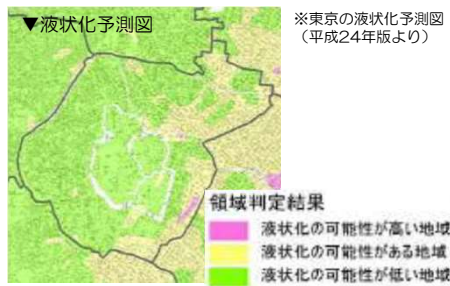 ▼液状化予測図
※東京の液状化予測図
（平成24年版より）
領域判定結果
液状化の可能性が高い地域
液状化の可能性がある地域
液状化の可能性が低い地域